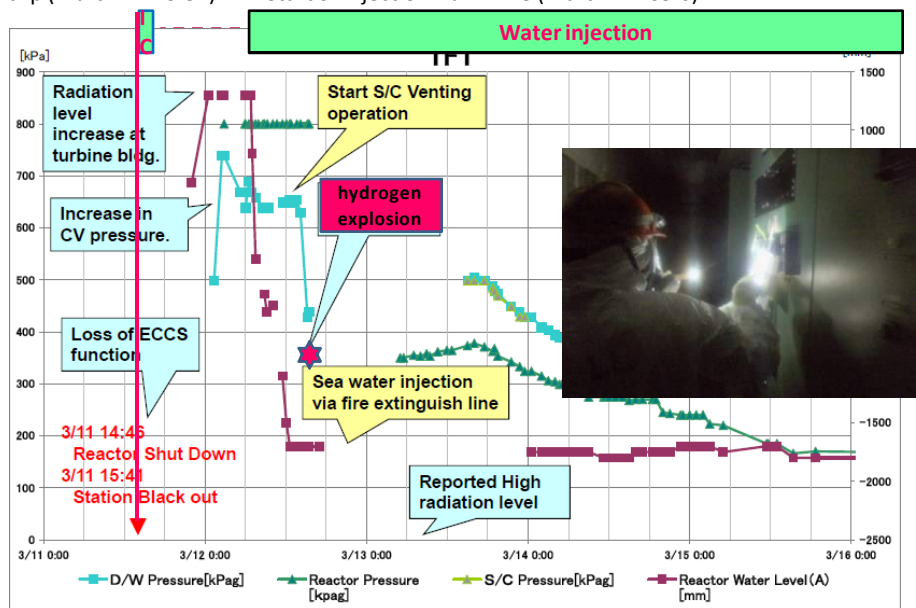 IC
Water injection
[kPa]
900
800
700
600
500
400
300
200
100
0
1500
1000
-1500
-2000
-2500
Radiation
level
increase at
turbine bldg.
Start S/C Venting
operation
hydrogen
explosion
Increase in
CV pressure.
Loss of ECCS
function
Sea water injection
via fire extinguish line
3/11 14:46
Reactor Shut Down
3/11 15:41
Station Black out
Reported High
radiation level
3/11 0:00
3/12 0:00
3/13 0:00
3/14 0:00
3/15 0:00
3/16 0:00
D/W Pressure[kPag]
Reactor Pressure
[kpag]
S/C Pressure[kPag]
Reactor Water Level(A)
[mm]